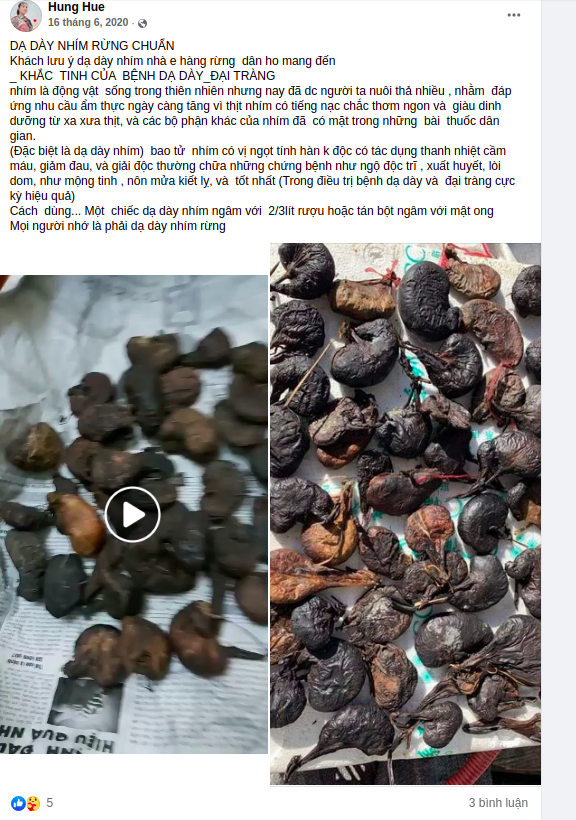 Hung Hue
16 tháng 6, 2020 ·
DẠ DÀY NHÍM RỪNG CHUẨN
Khách lưu ý dạ dày nhím nhà e hàng rừng dân ho mang đến
_ KHẮC TINH CỦA BỆNH DẠ DÀY_ĐẠI TRÀNG
nhím là động vật sống trong thiên nhiên nhưng nay đã dc người ta nuôi thả nhiều , nhằm đáp
ứng nhu cầu ẩm thực ngày càng tăng vì thịt nhím có tiếng nạc chắc thơm ngon và giàu dinh
dưỡng từ xa xưa thịt, và các bộ phận khác của nhím đã có mặt trong những bài thuốc dân
gian.
(Đặc biệt là dạ dày nhím) bao tử nhím có vị ngọt tính hàn k độc có tác dụng thanh nhiệt cầm
máu, giảm đau, và giải độc thường chữa những chứng bệnh như ngộ độc trĩ , xuất huyết, lòi
dom, như mộng tinh , nôn mửa kiết lỵ, và tốt nhất (Trong điều trị bệnh dạ dày và đại tràng cực
kỳ hiệu quả)
Cách dùng... Một chiếc dạ dày nhím ngâm với 2/3lít rượu hoặc tán bột ngâm với mật ong
Mọi người nhớ là phải dạ dày nhím rừng
HIỆU QUẢ NH
5
3 bình luận